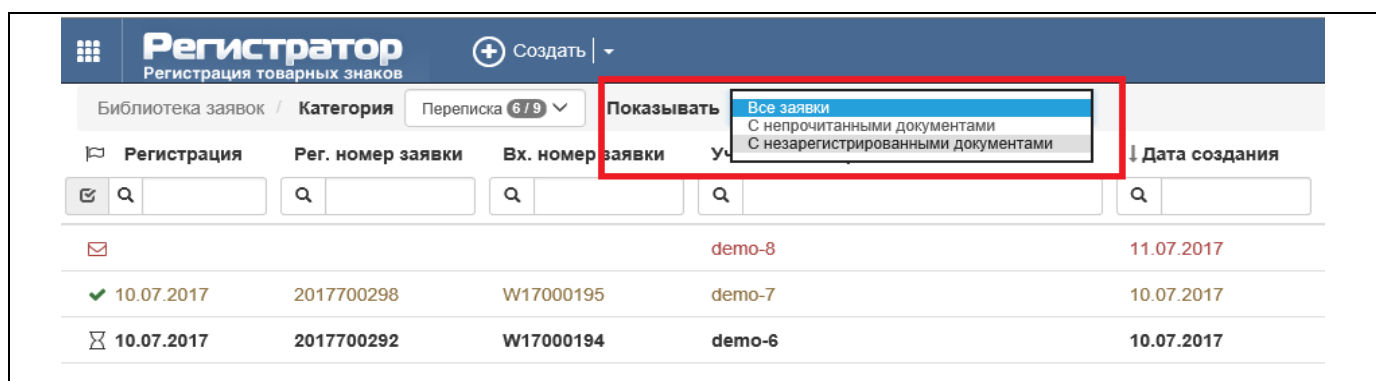 Регистратор
Регистрация товарных знаков
Создать
Библиотека заявок / Категория Переписка 6 / 9 Показывать
Все заявки
С непрочитанными документами
С незарегистрированными документами
Регистрация Рег. номер заявки Вх. номер заявки Уч Дата создания
demo-8 11.07.2017
10.07.2017 2017700298 W17000195 demo-7 10.07.2017
10.07.2017 2017700292 W17000194 demo-6 10.07.2017